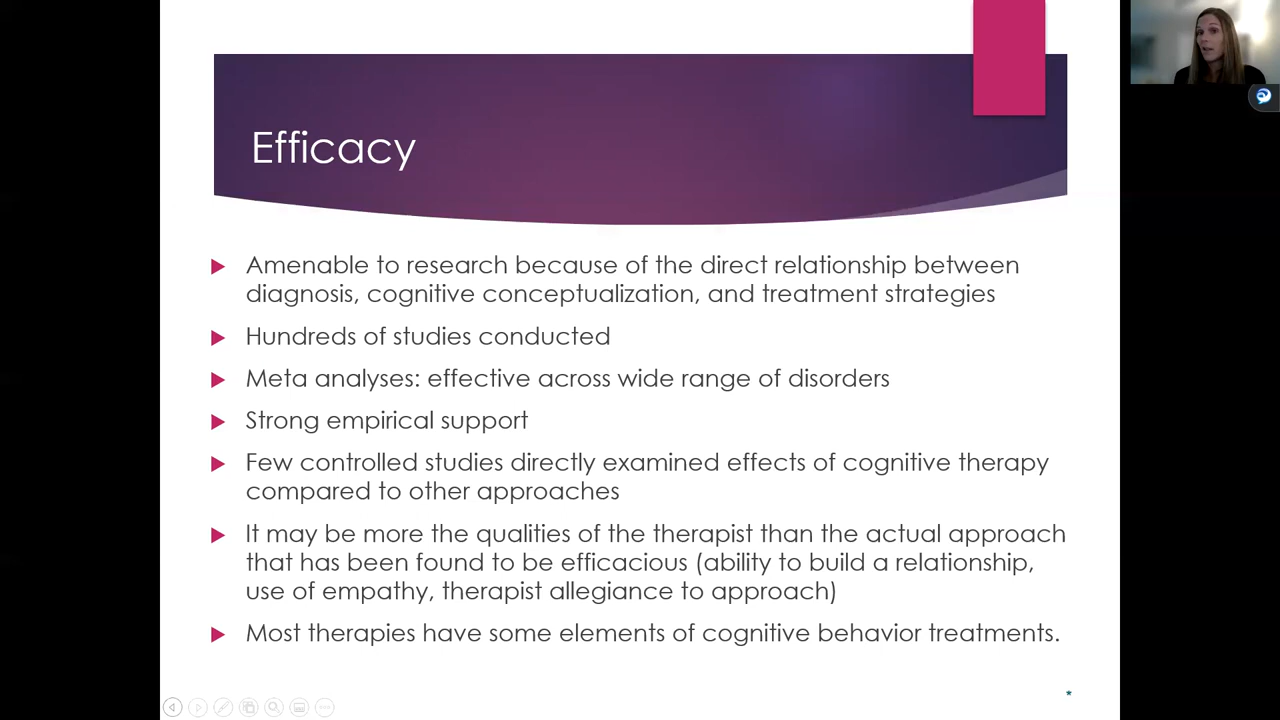 Efficacy
Amenable to research because of the direct relationship between
diagnosis, cognitive conceptualization, and treatment strategies
Hundreds of studies conducted
Meta analyses: effective across wide range of disorders
Strong empirical support
Few controlled studies directly examined effects of cognitive therapy
compared to other approaches
It may be more the qualities of the therapist than the actual approach
that has been found to be efficacious (ability to build a relationship,
use of empathy, therapist allegiance to approach)
Most therapies have some elements of cognitive behavior treatments.
*